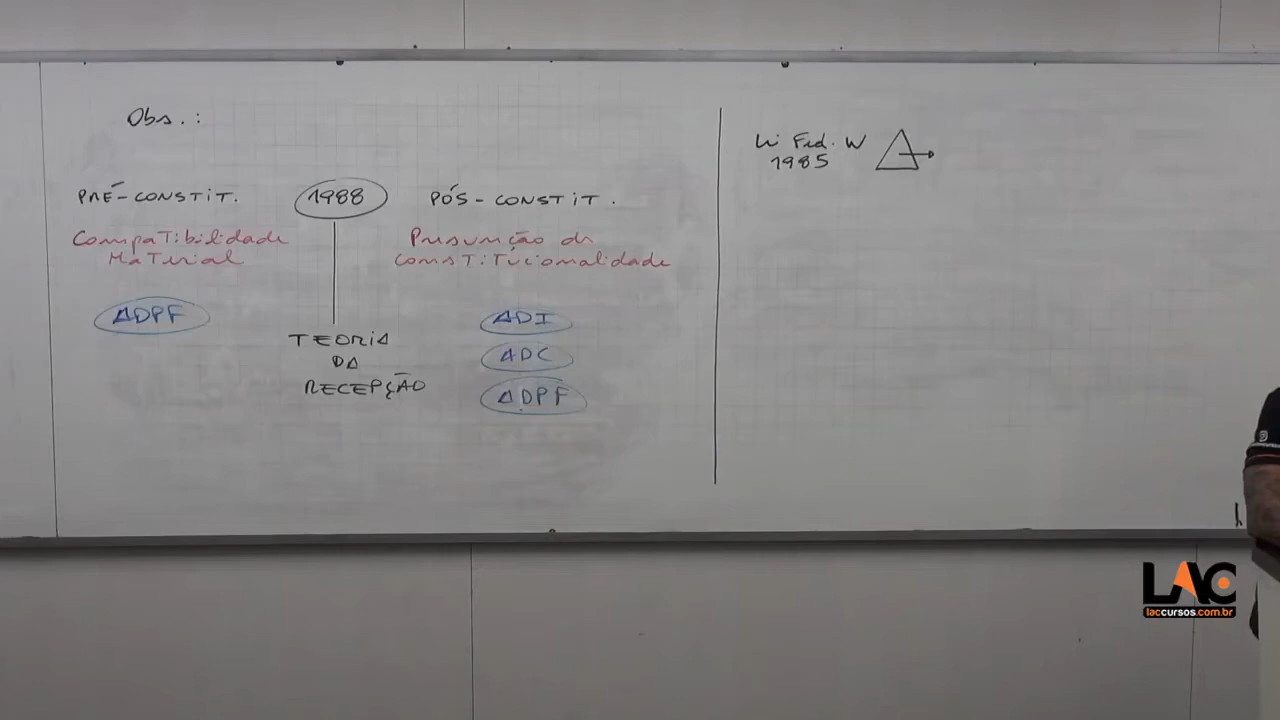 Obs.:
PRÉ-CONSTIT.
1988
PÓS-CONSTIT.
CompaTibilidade
MaTerial
Presunção de
consTiTucionalidade
ADPF
ADI
ADC
ADPF
TEORIA
DA
RECEPÇÃO
Lei Fed. W
1985
LAC
laccursos.com.br